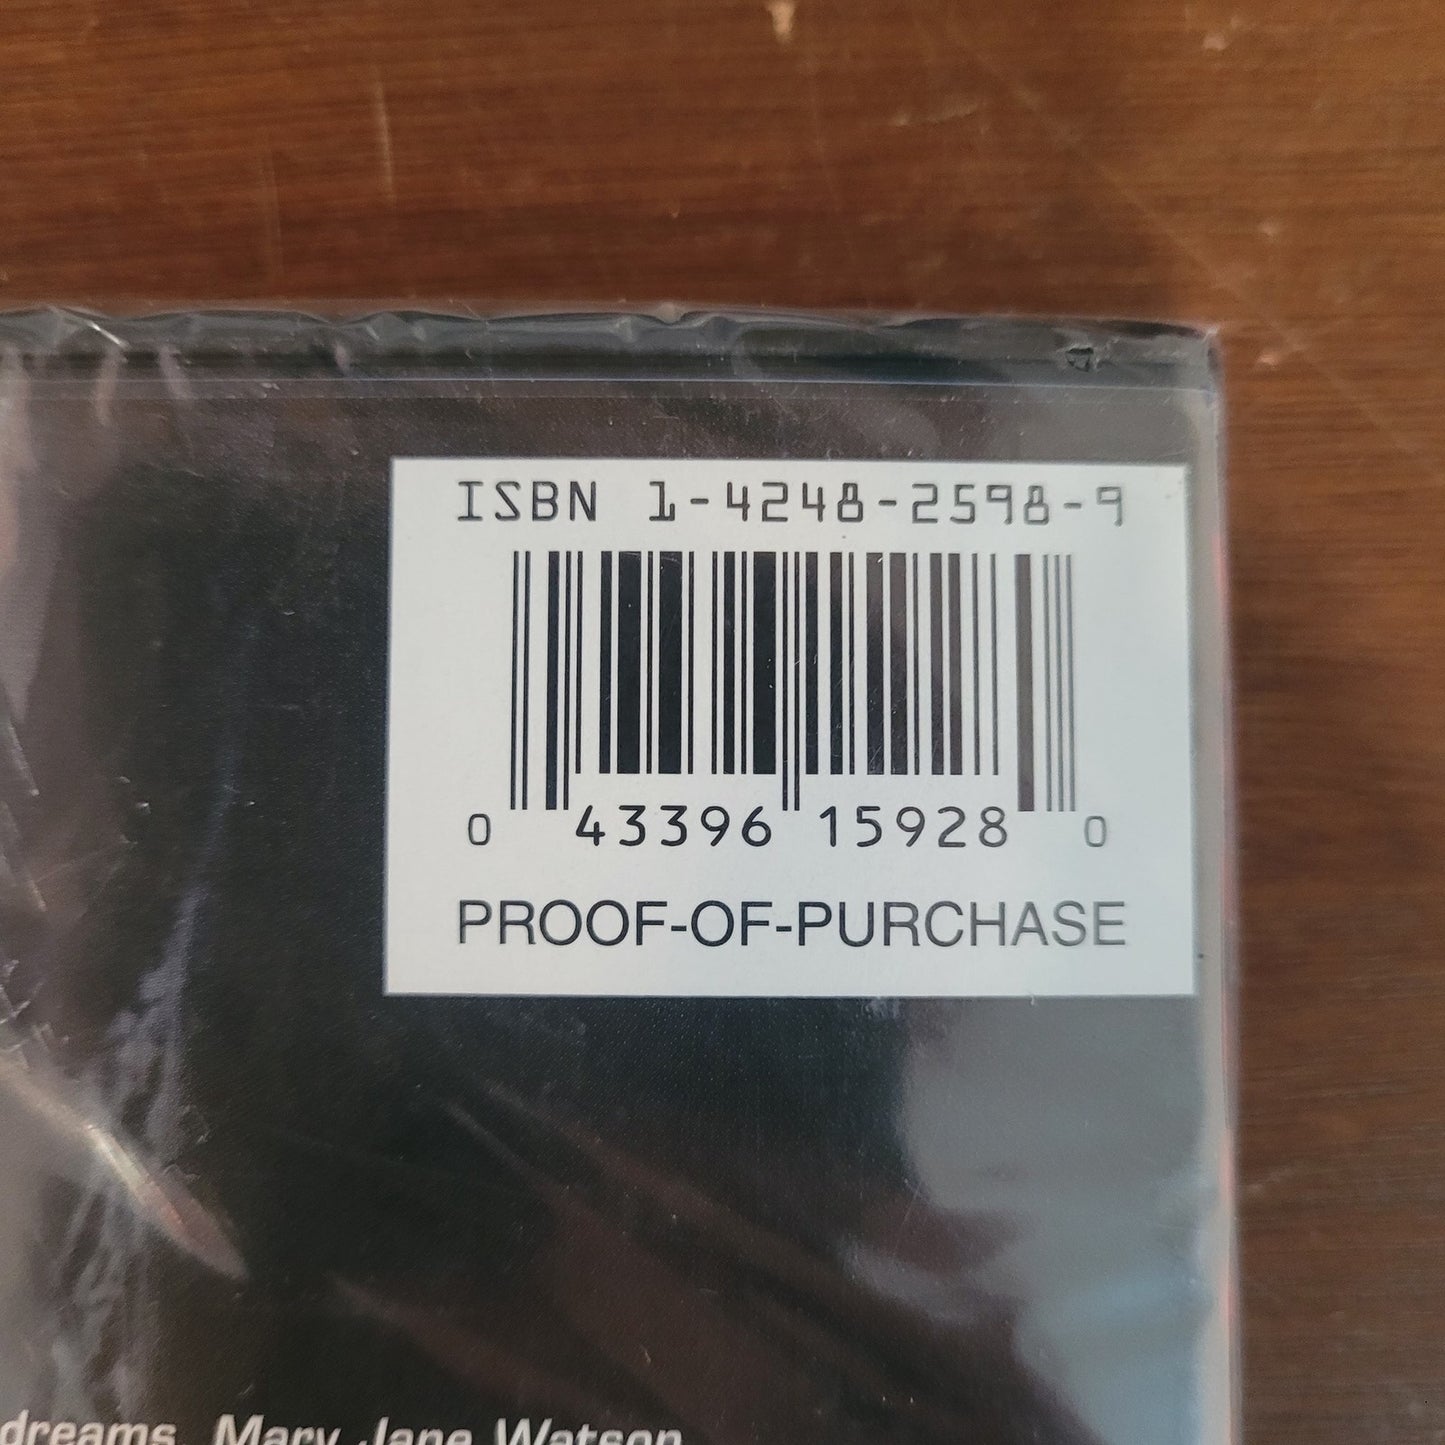 ISBN 1-4248-2598-9
0 43396 15928 0
PROOF-OF-PURCHASE
dreams, Mary Jane Watson